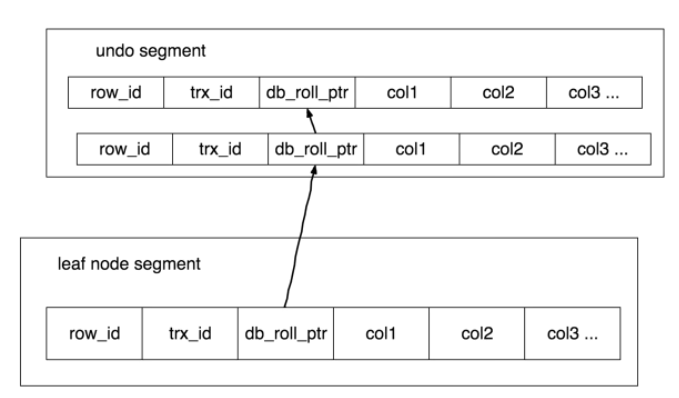 undo segment
row_id trx_id db_roll_ptr col1 col2 col3 ...
row_id trx_id db_roll_ptr col1 col2 col3 ...
leaf node segment
row_id trx_id db_roll_ptr col1 col2 col3 ...